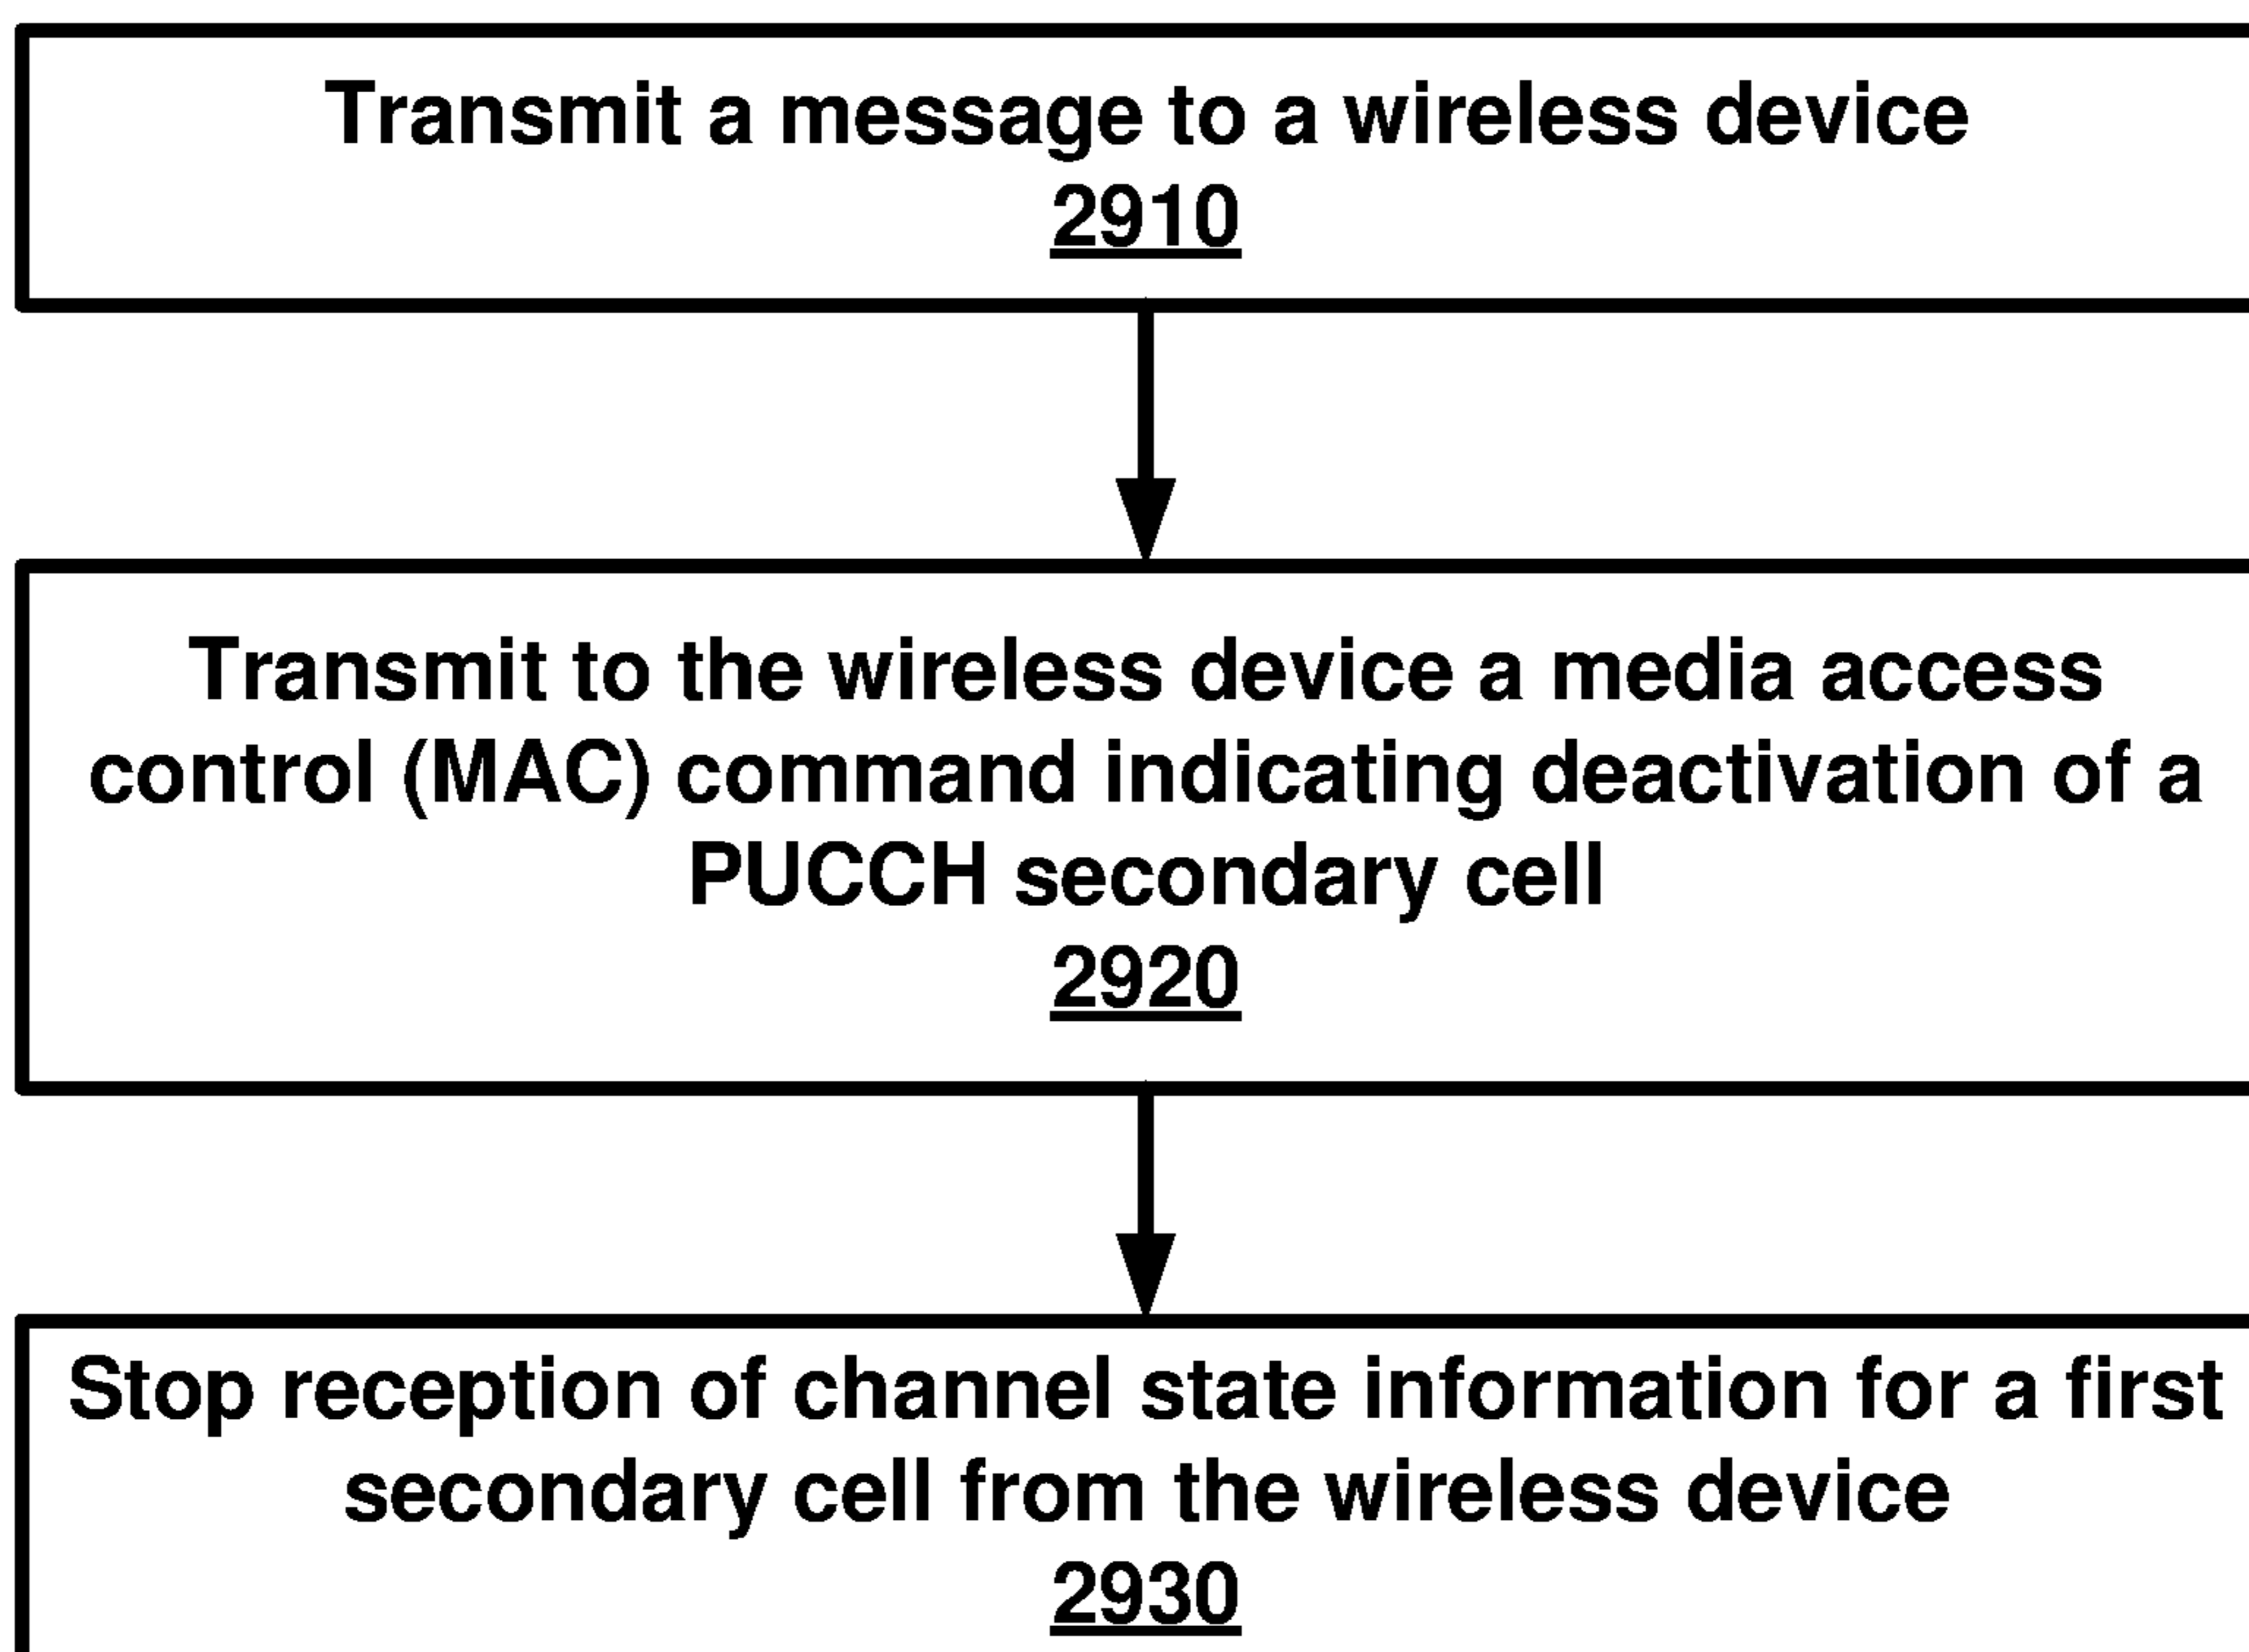 Transmit a message to a wireless device
2910
Transmit to the wireless device a media access
control (MAC) command indicating deactivation of a
PUCCH secondary cell
2920
Stop reception of channel state information for a first
secondary cell from the wireless device
2930